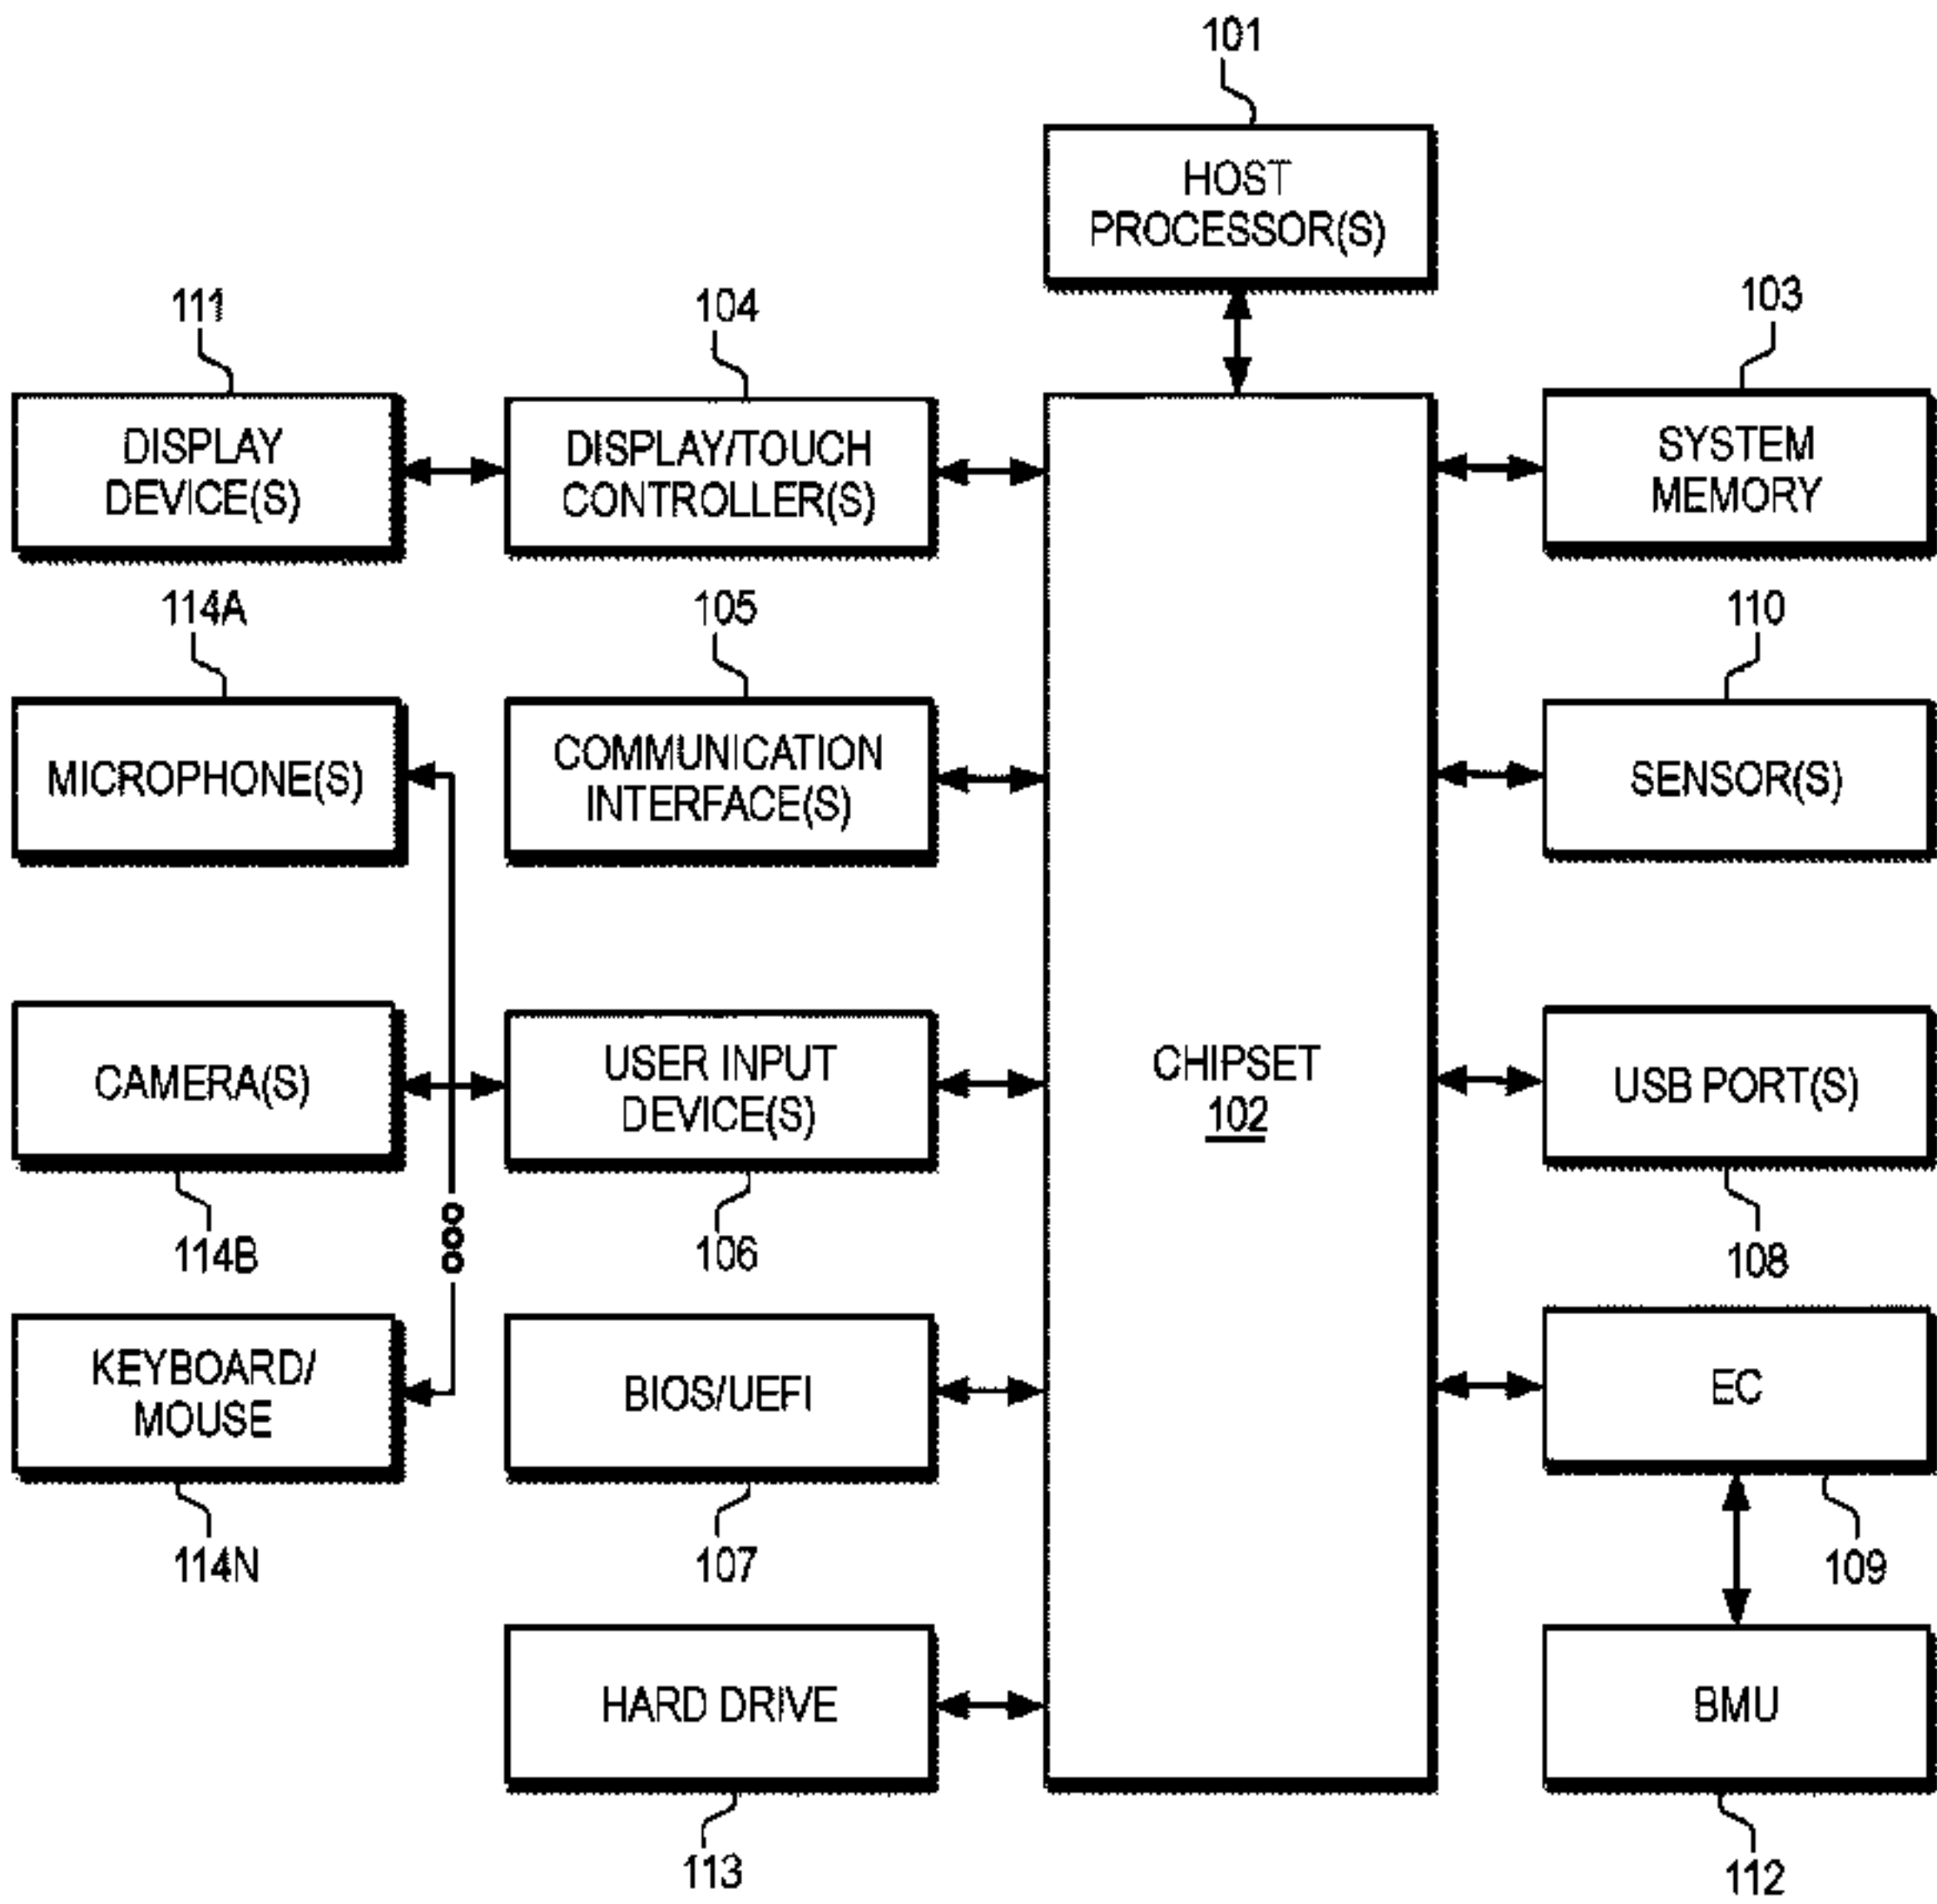 101
HOST
PROCESSOR(S)
111
104
103
DISPLAY
DEVICE(S)
DISPLAY/TOUCH
CONTROLLER(S)
SYSTEM
MEMORY
114A
105
110
MICROPHONE(S)
COMMUNICATION
INTERFACE(S)
SENSOR(S)
CAMERA(S)
USER INPUT
DEVICE(S)
CHIPSET
102
USB PORT(S)
114B
106
108
KEYBOARD/
MOUSE
BIOS/UEFI
EC
114N
107
109
HARD DRIVE
BMU
113
112